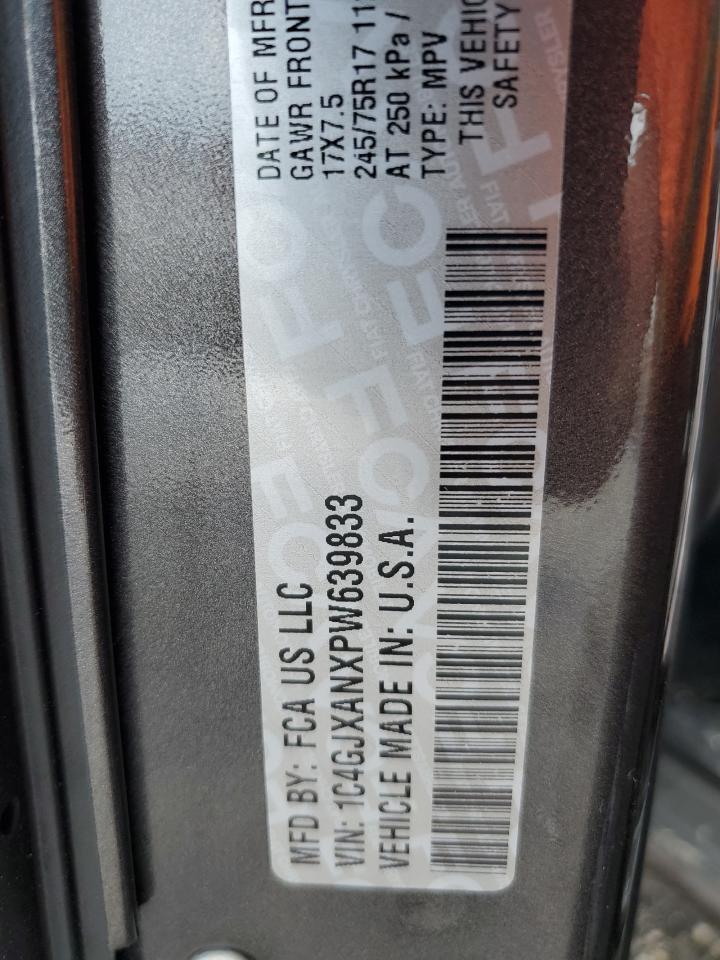 MFD BY: FCA US LLC
DATE OF MFR
VIN: 1C4GJXANXPW639833
GAWR FRONT
VEHICLE MADE IN: U.S.A.
17X7.5
245/75R17
AT 250 kPa /
TYPE: MPV
THIS VEHIC
SAFETY